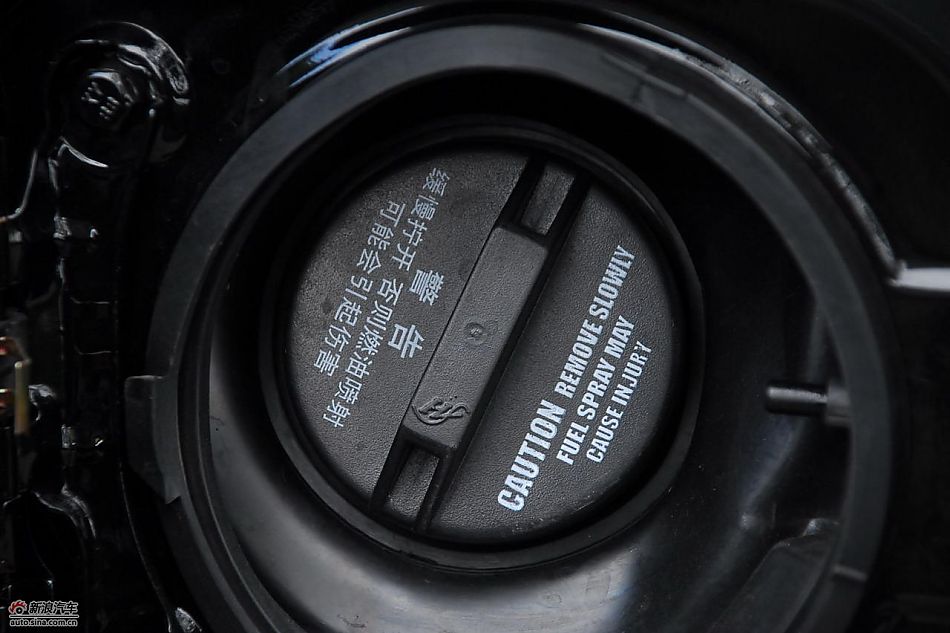 警告
缓慢拧开 否则燃油喷射
可能会引起伤害
CAUTION REMOVE SLOWLY
FUEL SPRAY MAY
CAUSE INJURY
新浪汽车
auto.sina.com.cn